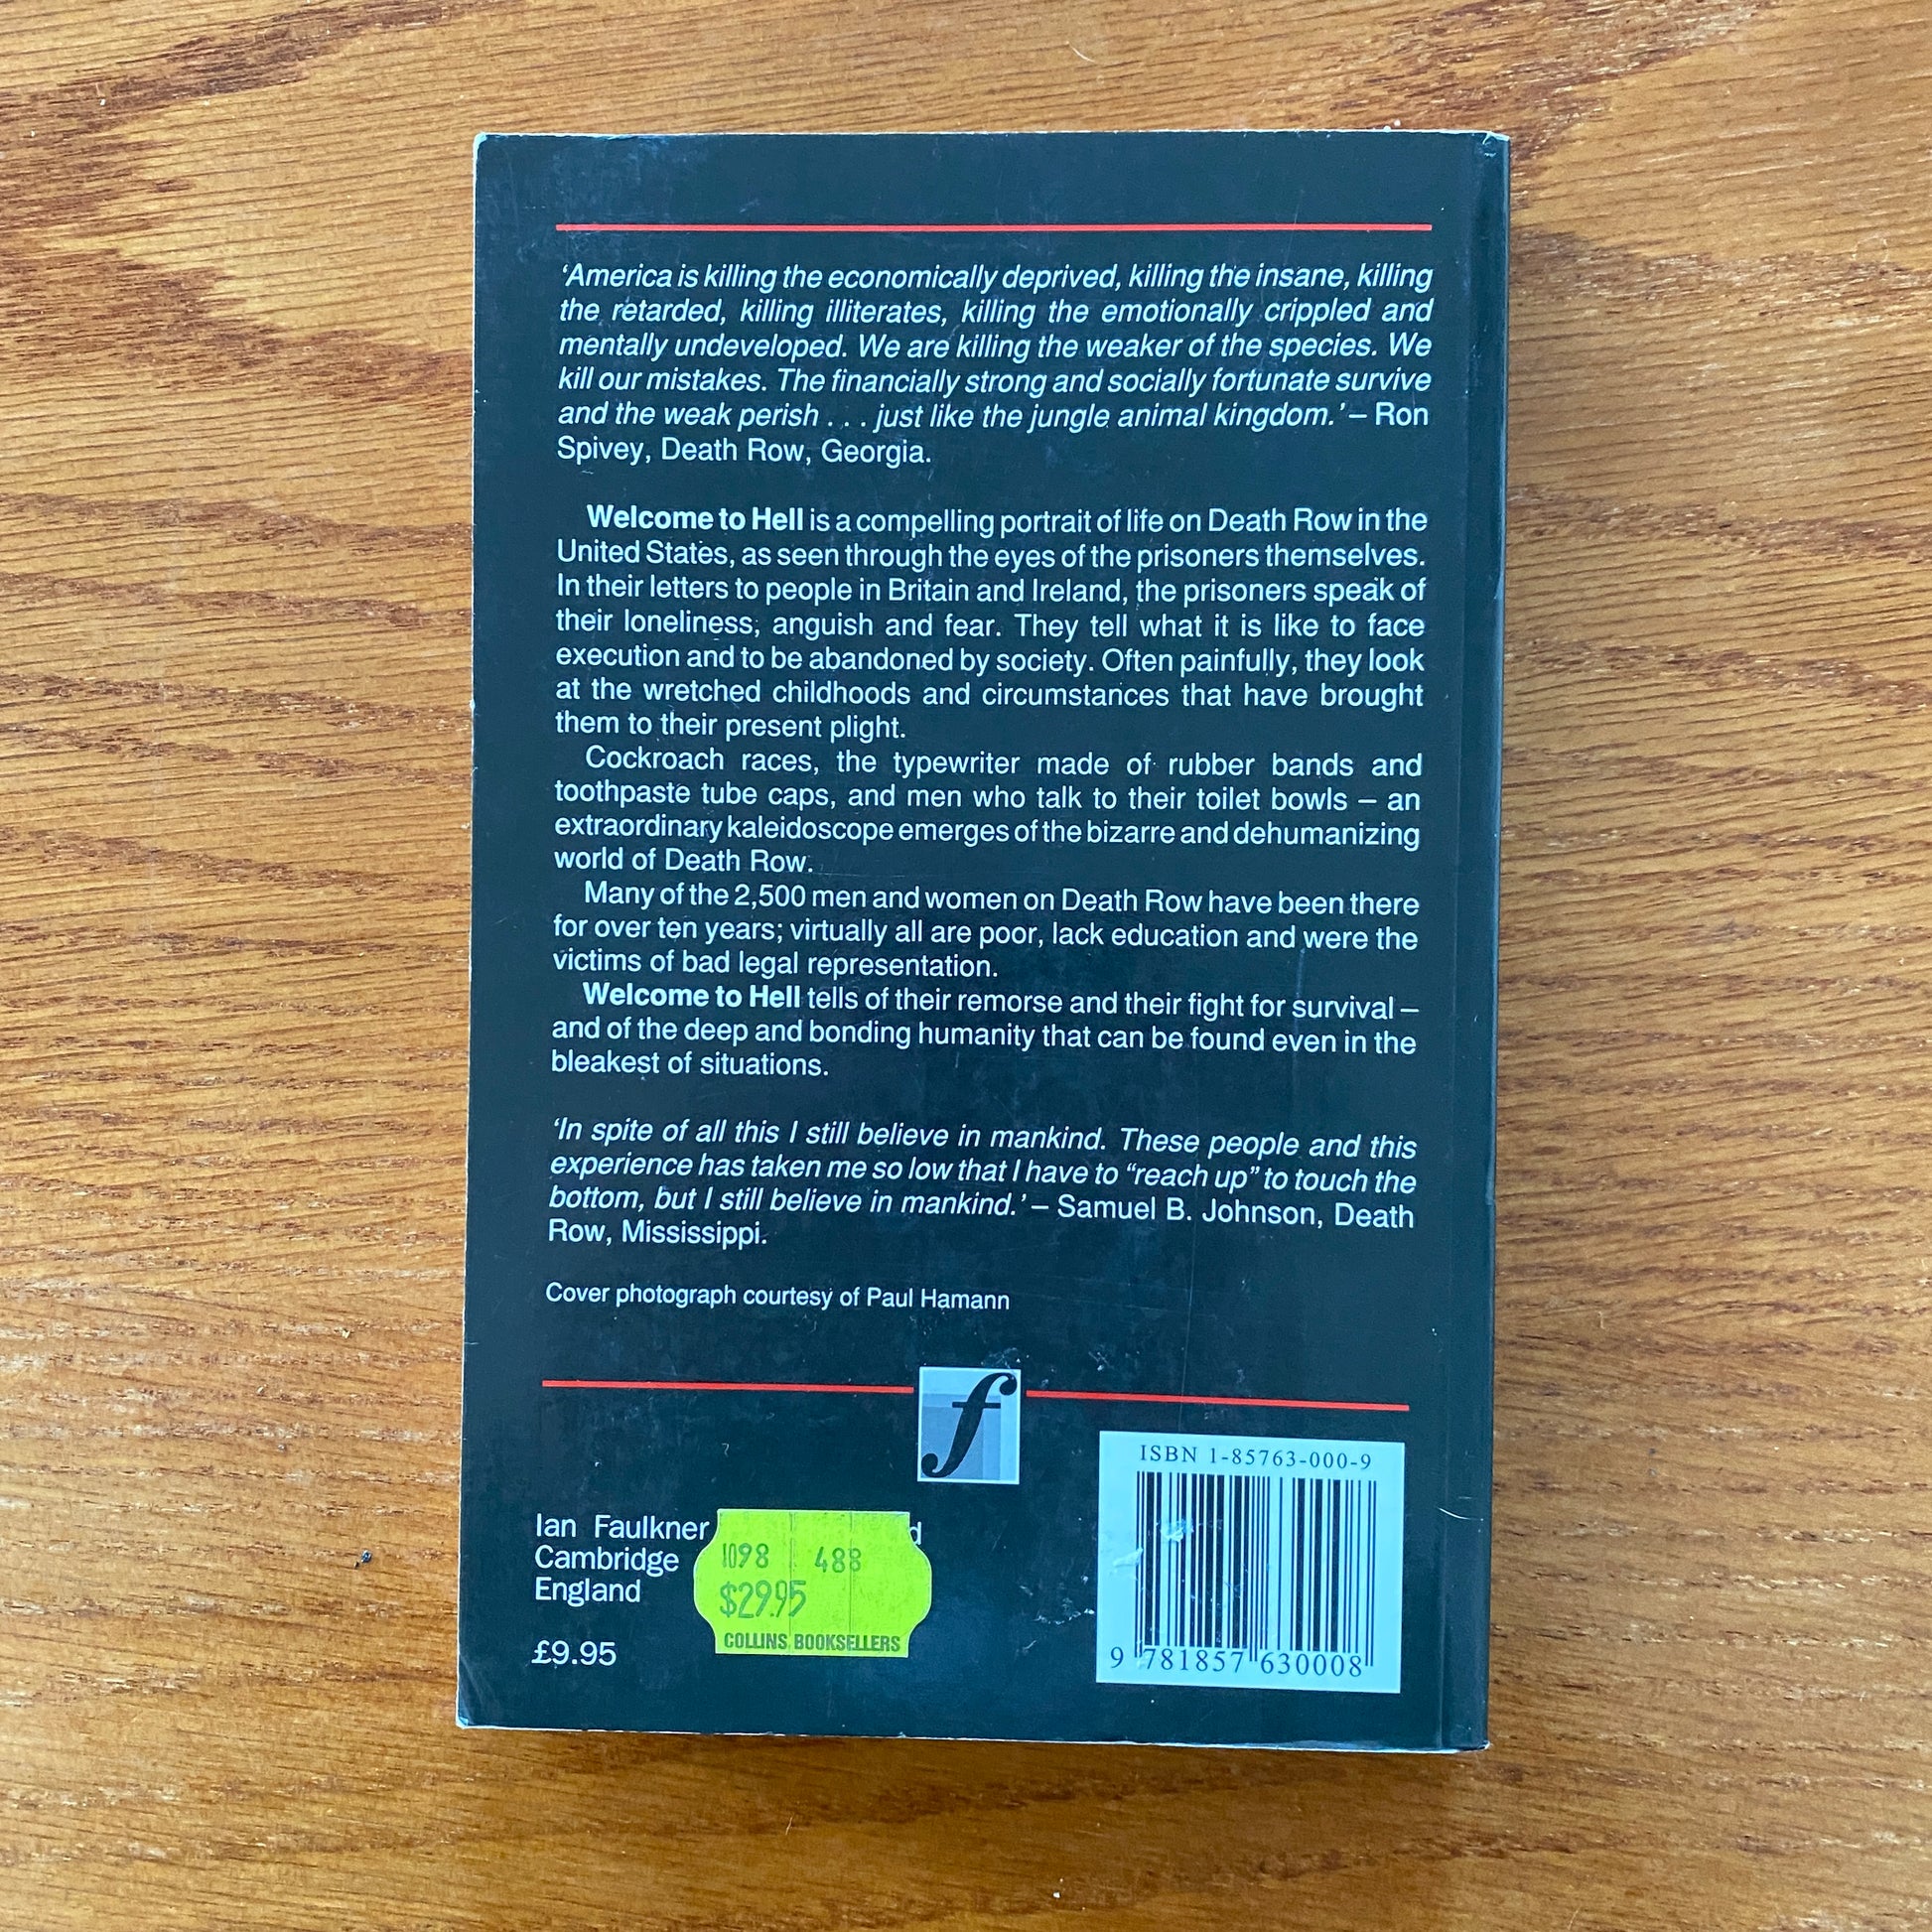 ‘America is killing the economically deprived, killing the insane, killing
the retarded, killing illiterates, killing the emotionally crippled and
mentally undeveloped. We are killing the weaker of the species. We
kill our mistakes. The financially strong and socially fortunate survive
and the weak perish . . . just like the jungle animal kingdom.’ – Ron
Spivey, Death Row, Georgia.
Welcome to Hell is a compelling portrait of life on Death Row in the
United States, as seen through the eyes of the prisoners themselves.
In their letters to people in Britain and Ireland, the prisoners speak of
their loneliness, anguish and fear. They tell what it is like to face
execution and to be abandoned by society. Often painfully, they look
at the wretched childhoods and circumstances that have brought
them to their present plight.
Cockroach races, the typewriter made of rubber bands and
toothpaste tube caps, and men who talk to their toilet bowls – an
extraordinary kaleidoscope emerges of the bizarre and dehumanizing
world of Death Row.
Many of the 2,500 men and women on Death Row have been there
for over ten years; virtually all are poor, lack education and were the
victims of bad legal representation.
Welcome to Hell tells of their remorse and their fight for survival –
and of the deep and bonding humanity that can be found even in the
bleakest of situations.
‘In spite of all this I still believe in mankind. These people and this
experience has taken me so low that I have to “reach up” to touch the
bottom, but I still believe in mankind.’ – Samuel B. Johnson, Death
Row, Mississippi.
Cover photograph courtesy of Paul Hamann
f
Ian Faulkner
Cambridge
England
£9.95
1098 488
$29.95
COLLINS BOOKSELLERS
ISBN 1-85763-000-9
9 781857 630008